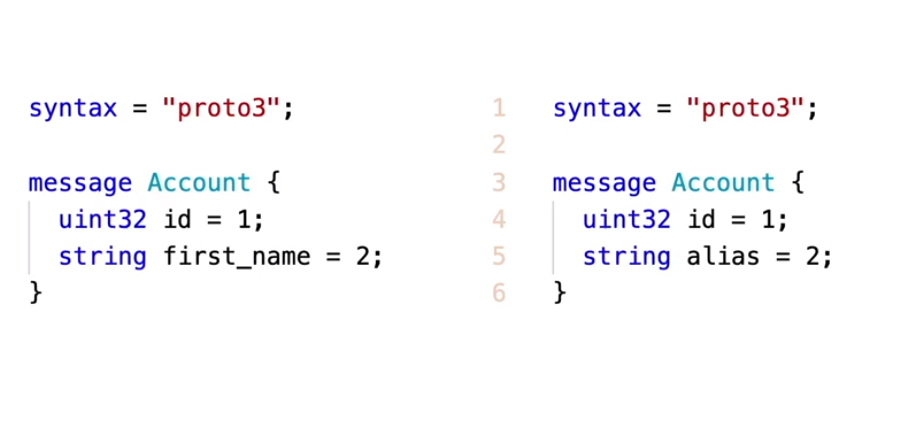 syntax = "proto3";
message Account {
  uint32 id = 1;
  string first_name = 2;
}
1 syntax = "proto3";
2
3 message Account {
4   uint32 id = 1;
5   string alias = 2;
6 }